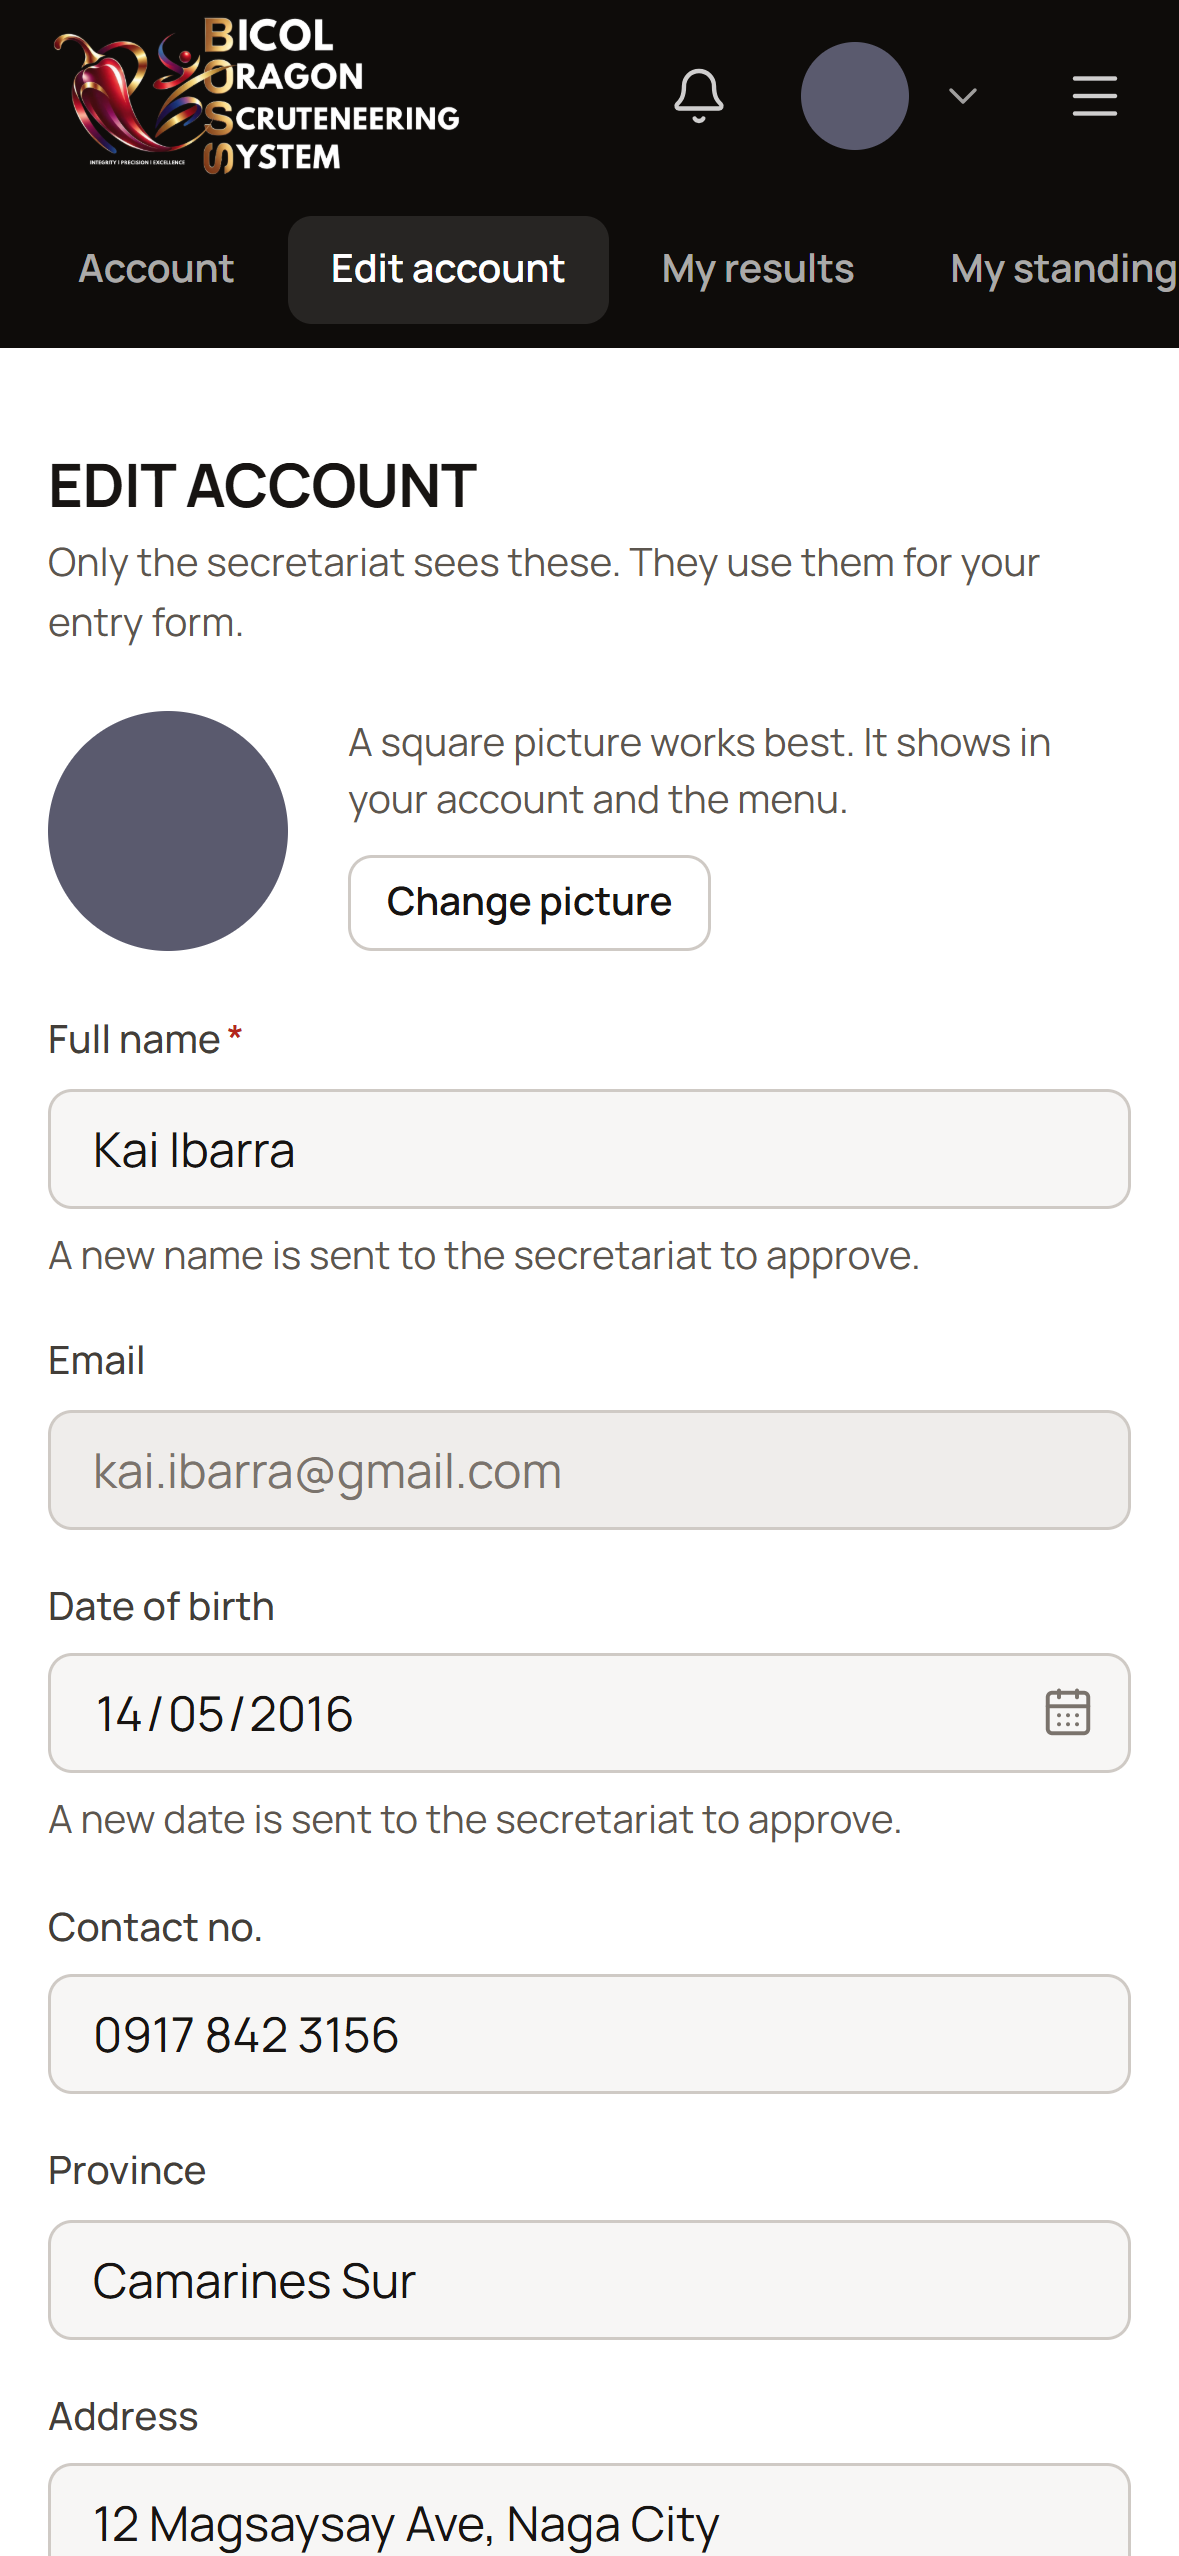 BICOL
ORAGON
SCRUTENEERING
SYSTEM
INTEGRITY | PRECISION | EXCELLENCE
Account
Edit account
My results
My standing
EDIT ACCOUNT
Only the secretariat sees these. They use them for your
entry form.
A square picture works best. It shows in
your account and the menu.
Change picture
Full name *
Kai Ibarra
A new name is sent to the secretariat to approve.
Email
kai.ibarra@gmail.com
Date of birth
14/05/2016
A new date is sent to the secretariat to approve.
Contact no.
0917 842 3156
Province
Camarines Sur
Address
12 Magsaysay Ave, Naga City